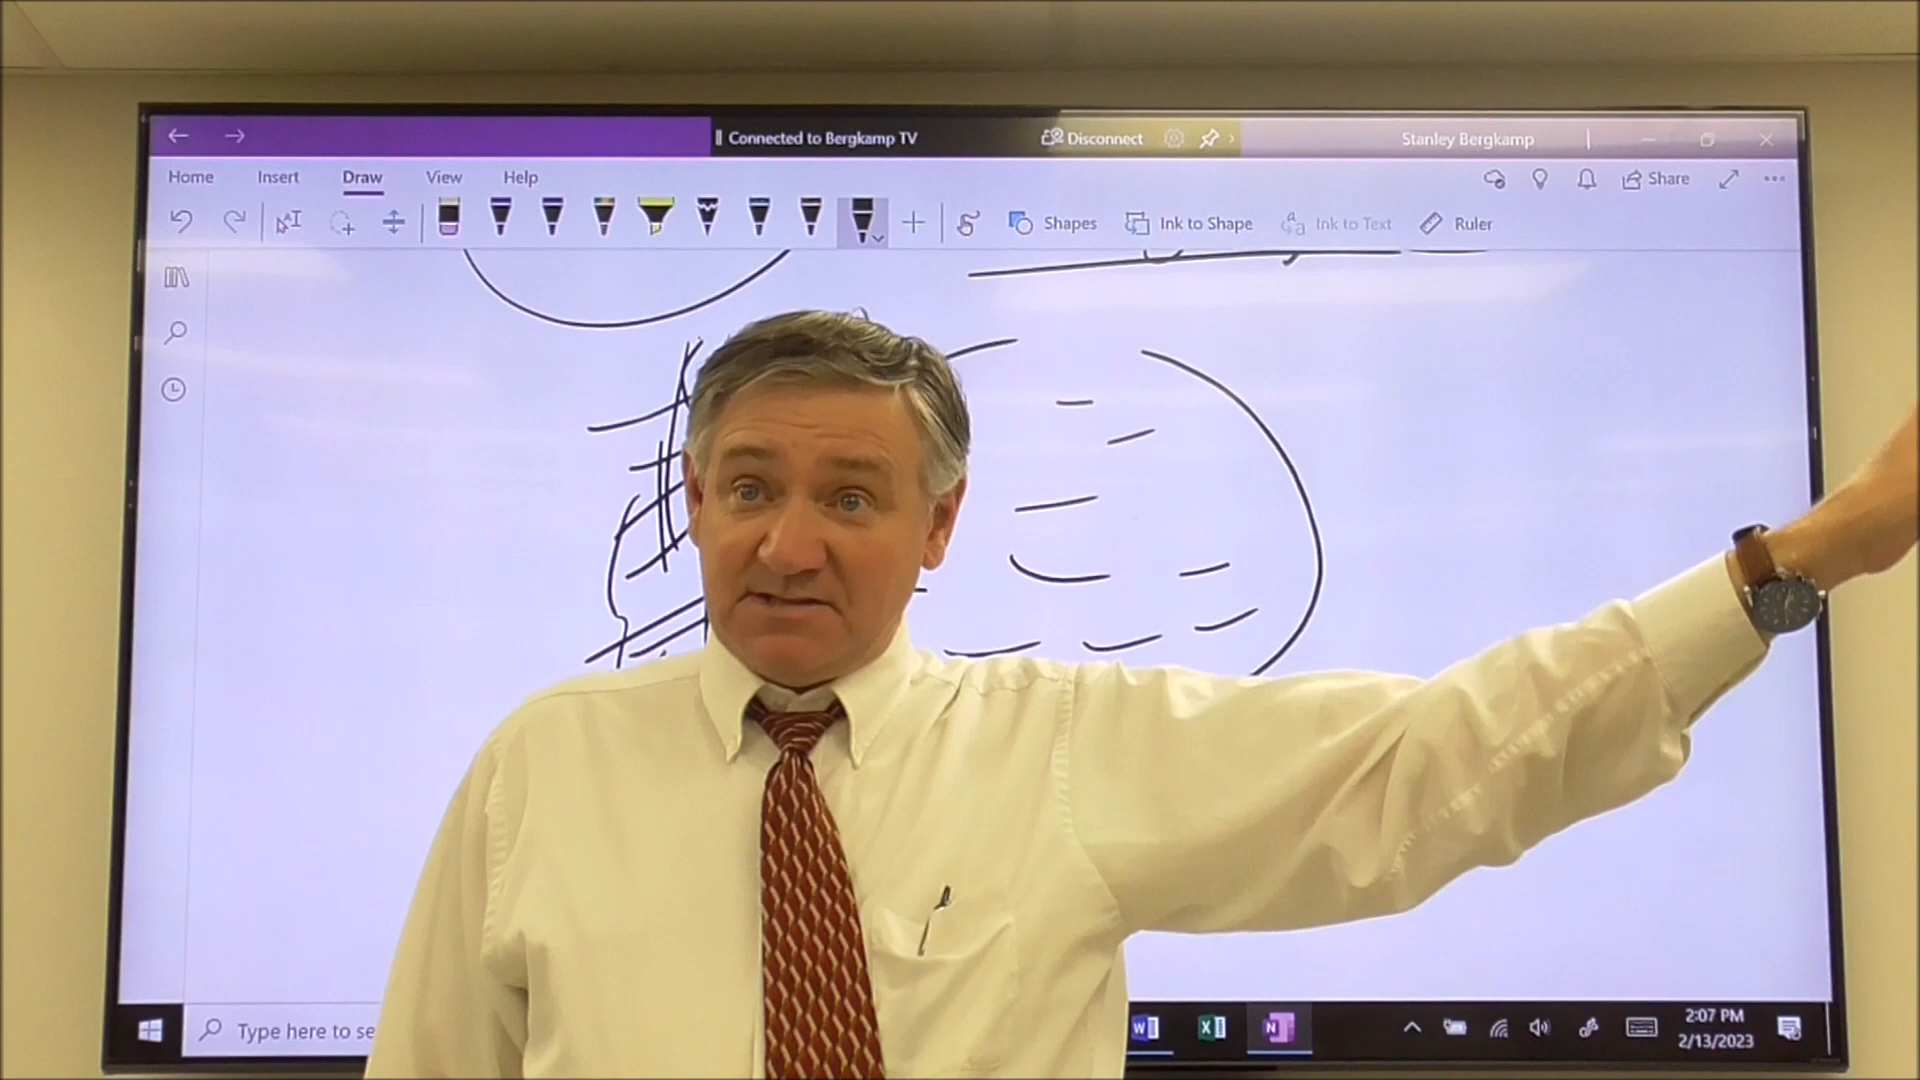 Connected to Bergkamp TV
Disconnect
Stanley Bergkamp
Home Insert Draw View Help
Share
Shapes Ink to Shape Ink to Text Ruler
Type here to se
W X N
2:07 PM
2/13/2023